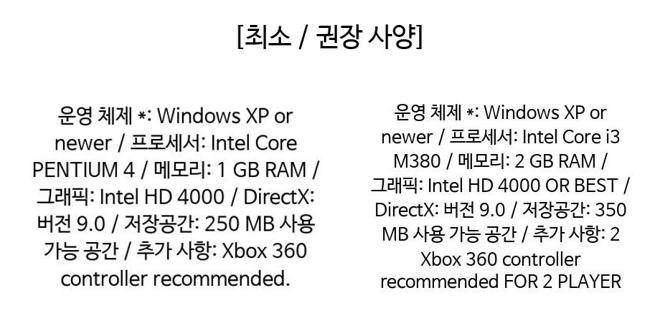 [최소 / 권장 사양]
운영 체제 *: Windows XP or
newer / 프로세서: Intel Core
PENTIUM 4 / 메모리: 1 GB RAM /
그래픽: Intel HD 4000 / DirectX:
버전 9.0 / 저장공간: 250 MB 사용
가능 공간 / 추가 사항: Xbox 360
controller recommended.
운영 체제 *: Windows XP or
newer / 프로세서: Intel Core i3
M380 / 메모리: 2 GB RAM /
그래픽: Intel HD 4000 OR BEST /
DirectX: 버전 9.0 / 저장공간: 350
MB 사용 가능 공간 / 추가 사항: 2
Xbox 360 controller
recommended FOR 2 PLAYER